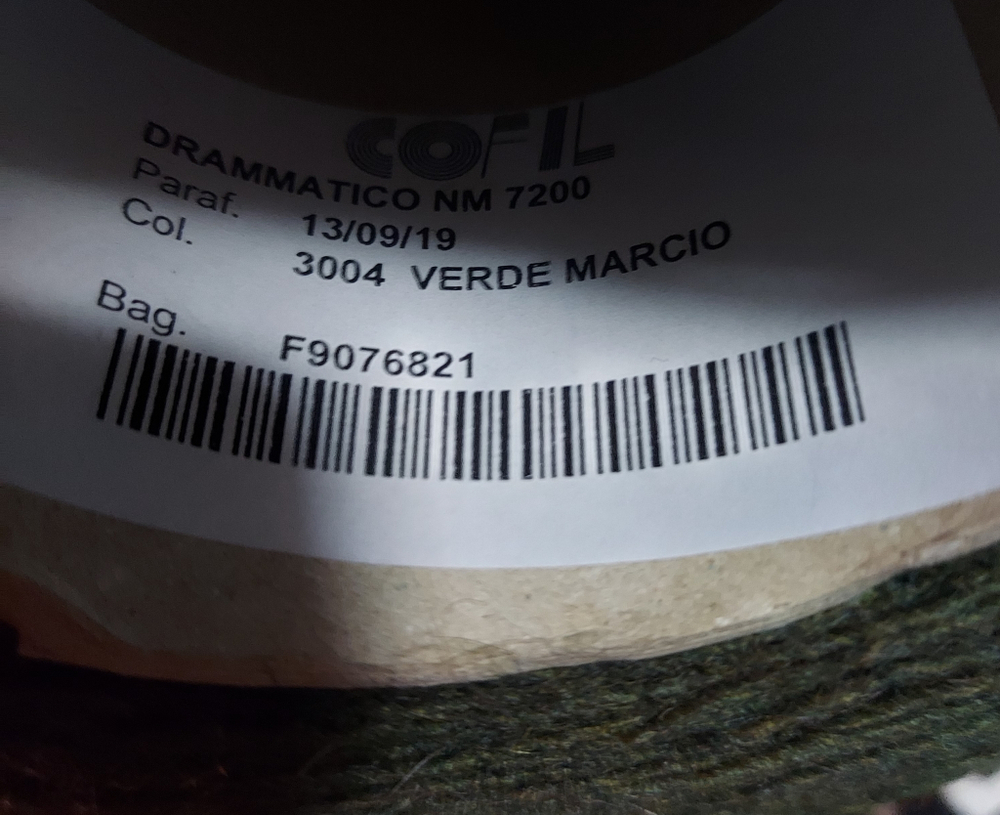 COFIL
DRAMMATICO NM 7200
Paraf. 13/09/19
Col. 3004 VERDE MARCIO
Bag. F9076821